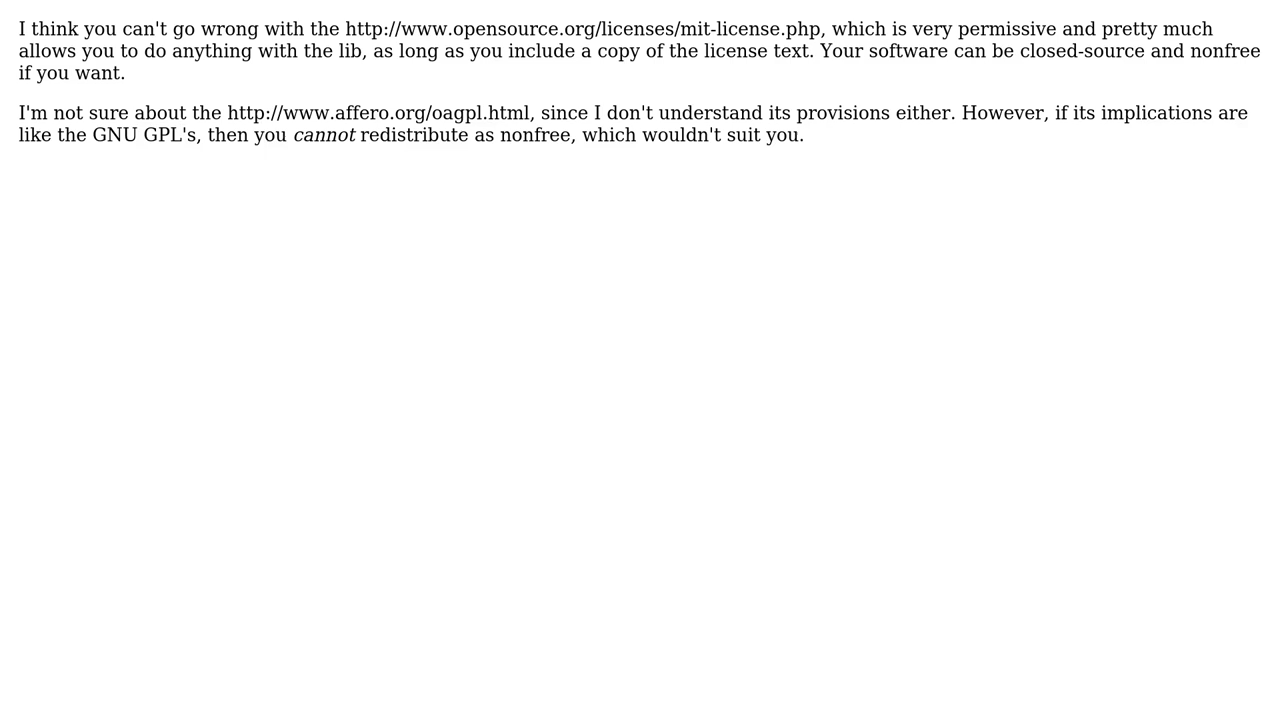 I think you can't go wrong with the http://www.opensource.org/licenses/mit-license.php, which is very permissive and pretty much
allows you to do anything with the lib, as long as you include a copy of the license text. Your software can be closed-source and nonfree
if you want.
I'm not sure about the http://www.affero.org/oagpl.html, since I don't understand its provisions either. However, if its implications are
like the GNU GPL's, then you cannot redistribute as nonfree, which wouldn't suit you.